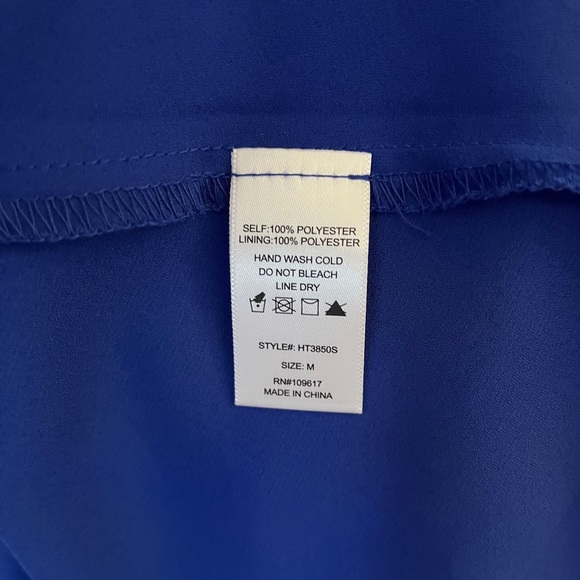 SELF:100% POLYESTER
LINING:100% POLYESTER
HAND WASH COLD
DO NOT BLEACH
LINE DRY
STYLE#: HT3850S
SIZE: M
RN#109617
MADE IN CHINA